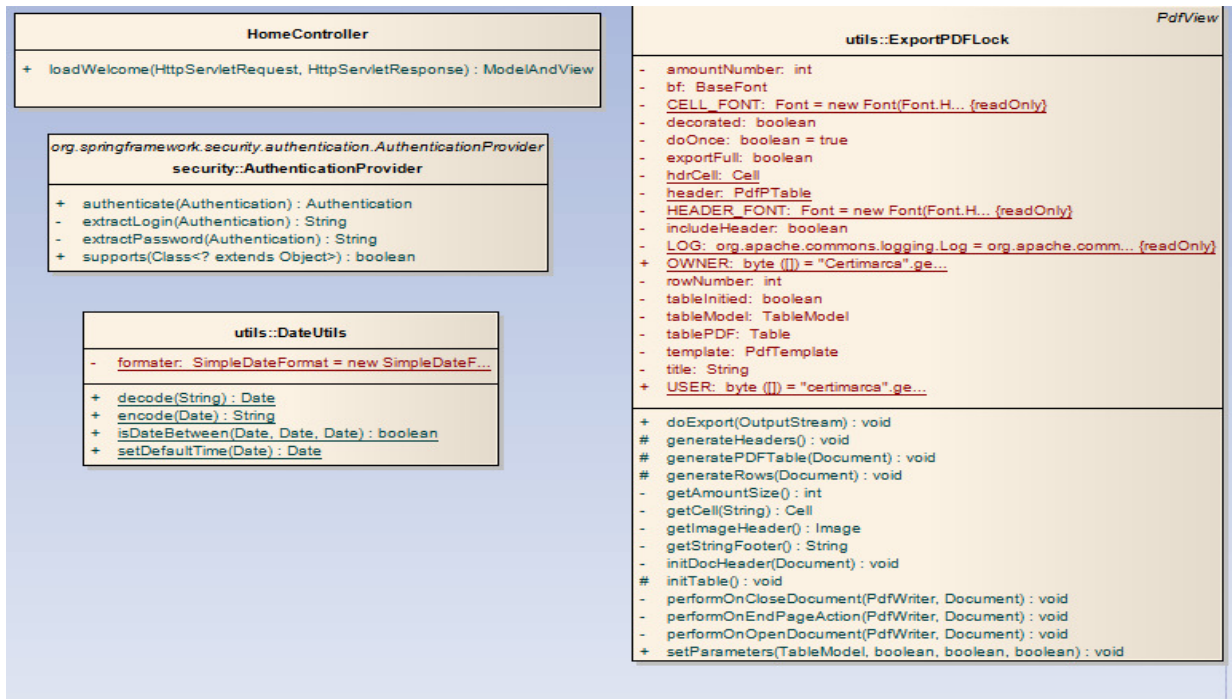 HomeController
+ loadWelcome(HttpServletRequest, HttpServletResponse) : ModelAndView
org.springframework.security.authentication.AuthenticationProvider
security::AuthenticationProvider
+ authenticate(Authentication) : Authentication
- extractLogin(Authentication) : String
- extractPassword(Authentication) : String
+ supports(Class<? extends Object>) : boolean
utils::DateUtils
- formater: SimpleDateFormat = new SimpleDateF...
+ decode(String) : Date
+ encode(Date) : String
+ isDateBetween(Date, Date, Date) : boolean
+ setDefaultTime(Date) : Date
PdfView
utils::ExportPDFLock
- amountNumber: int
- bf: BaseFont
- CELL_FONT: Font = new Font(Font.H... {readOnly}
- decorated: boolean
- doOnce: boolean = true
- exportFull: boolean
- hdrCell: Cell
- header: PdfPTable
- HEADER_FONT: Font = new Font(Font.H... {readOnly}
- includeHeader: boolean
- LOG: org.apache.commons.logging.Log = org.apache.comm... {readOnly}
+ OWNER: byte ([]) = "Certimarca".ge...
- rowNumber: int
- tableInitied: boolean
- tableModel: TableModel
- tablePDF: Table
- template: PdfTemplate
- title: String
+ USER: byte ([]) = "certimarca".ge...
+ doExport(OutputStream) : void
# generateHeaders() : void
# generatePDFTable(Document) : void
# generateRows(Document) : void
- getAmountSize() : int
- getCell(String) : Cell
- getImageHeader() : Image
- getStringFooter() : String
- initDocHeader(Document) : void
# initTable() : void
- performOnCloseDocument(PdfWriter, Document) : void
- performOnEndPageAction(PdfWriter, Document) : void
- performOnOpenDocument(PdfWriter, Document) : void
+ setParameters(TableModel, boolean, boolean, boolean) : void